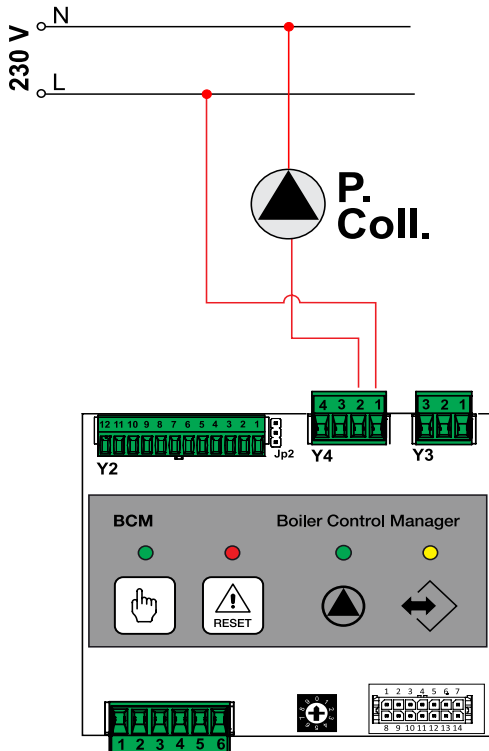 230 V
N
L
P.
Coll.
4 3 2 1
3 2 1
12 11 10 9 8 7 6 5 4 3 2 1
Jp2
Y2
Y4
Y3
BCM
Boiler Control Manager
RESET
1 2 3 4 5 6 7
8 9 10 11 12 13 14
1 2 3 4 5 6